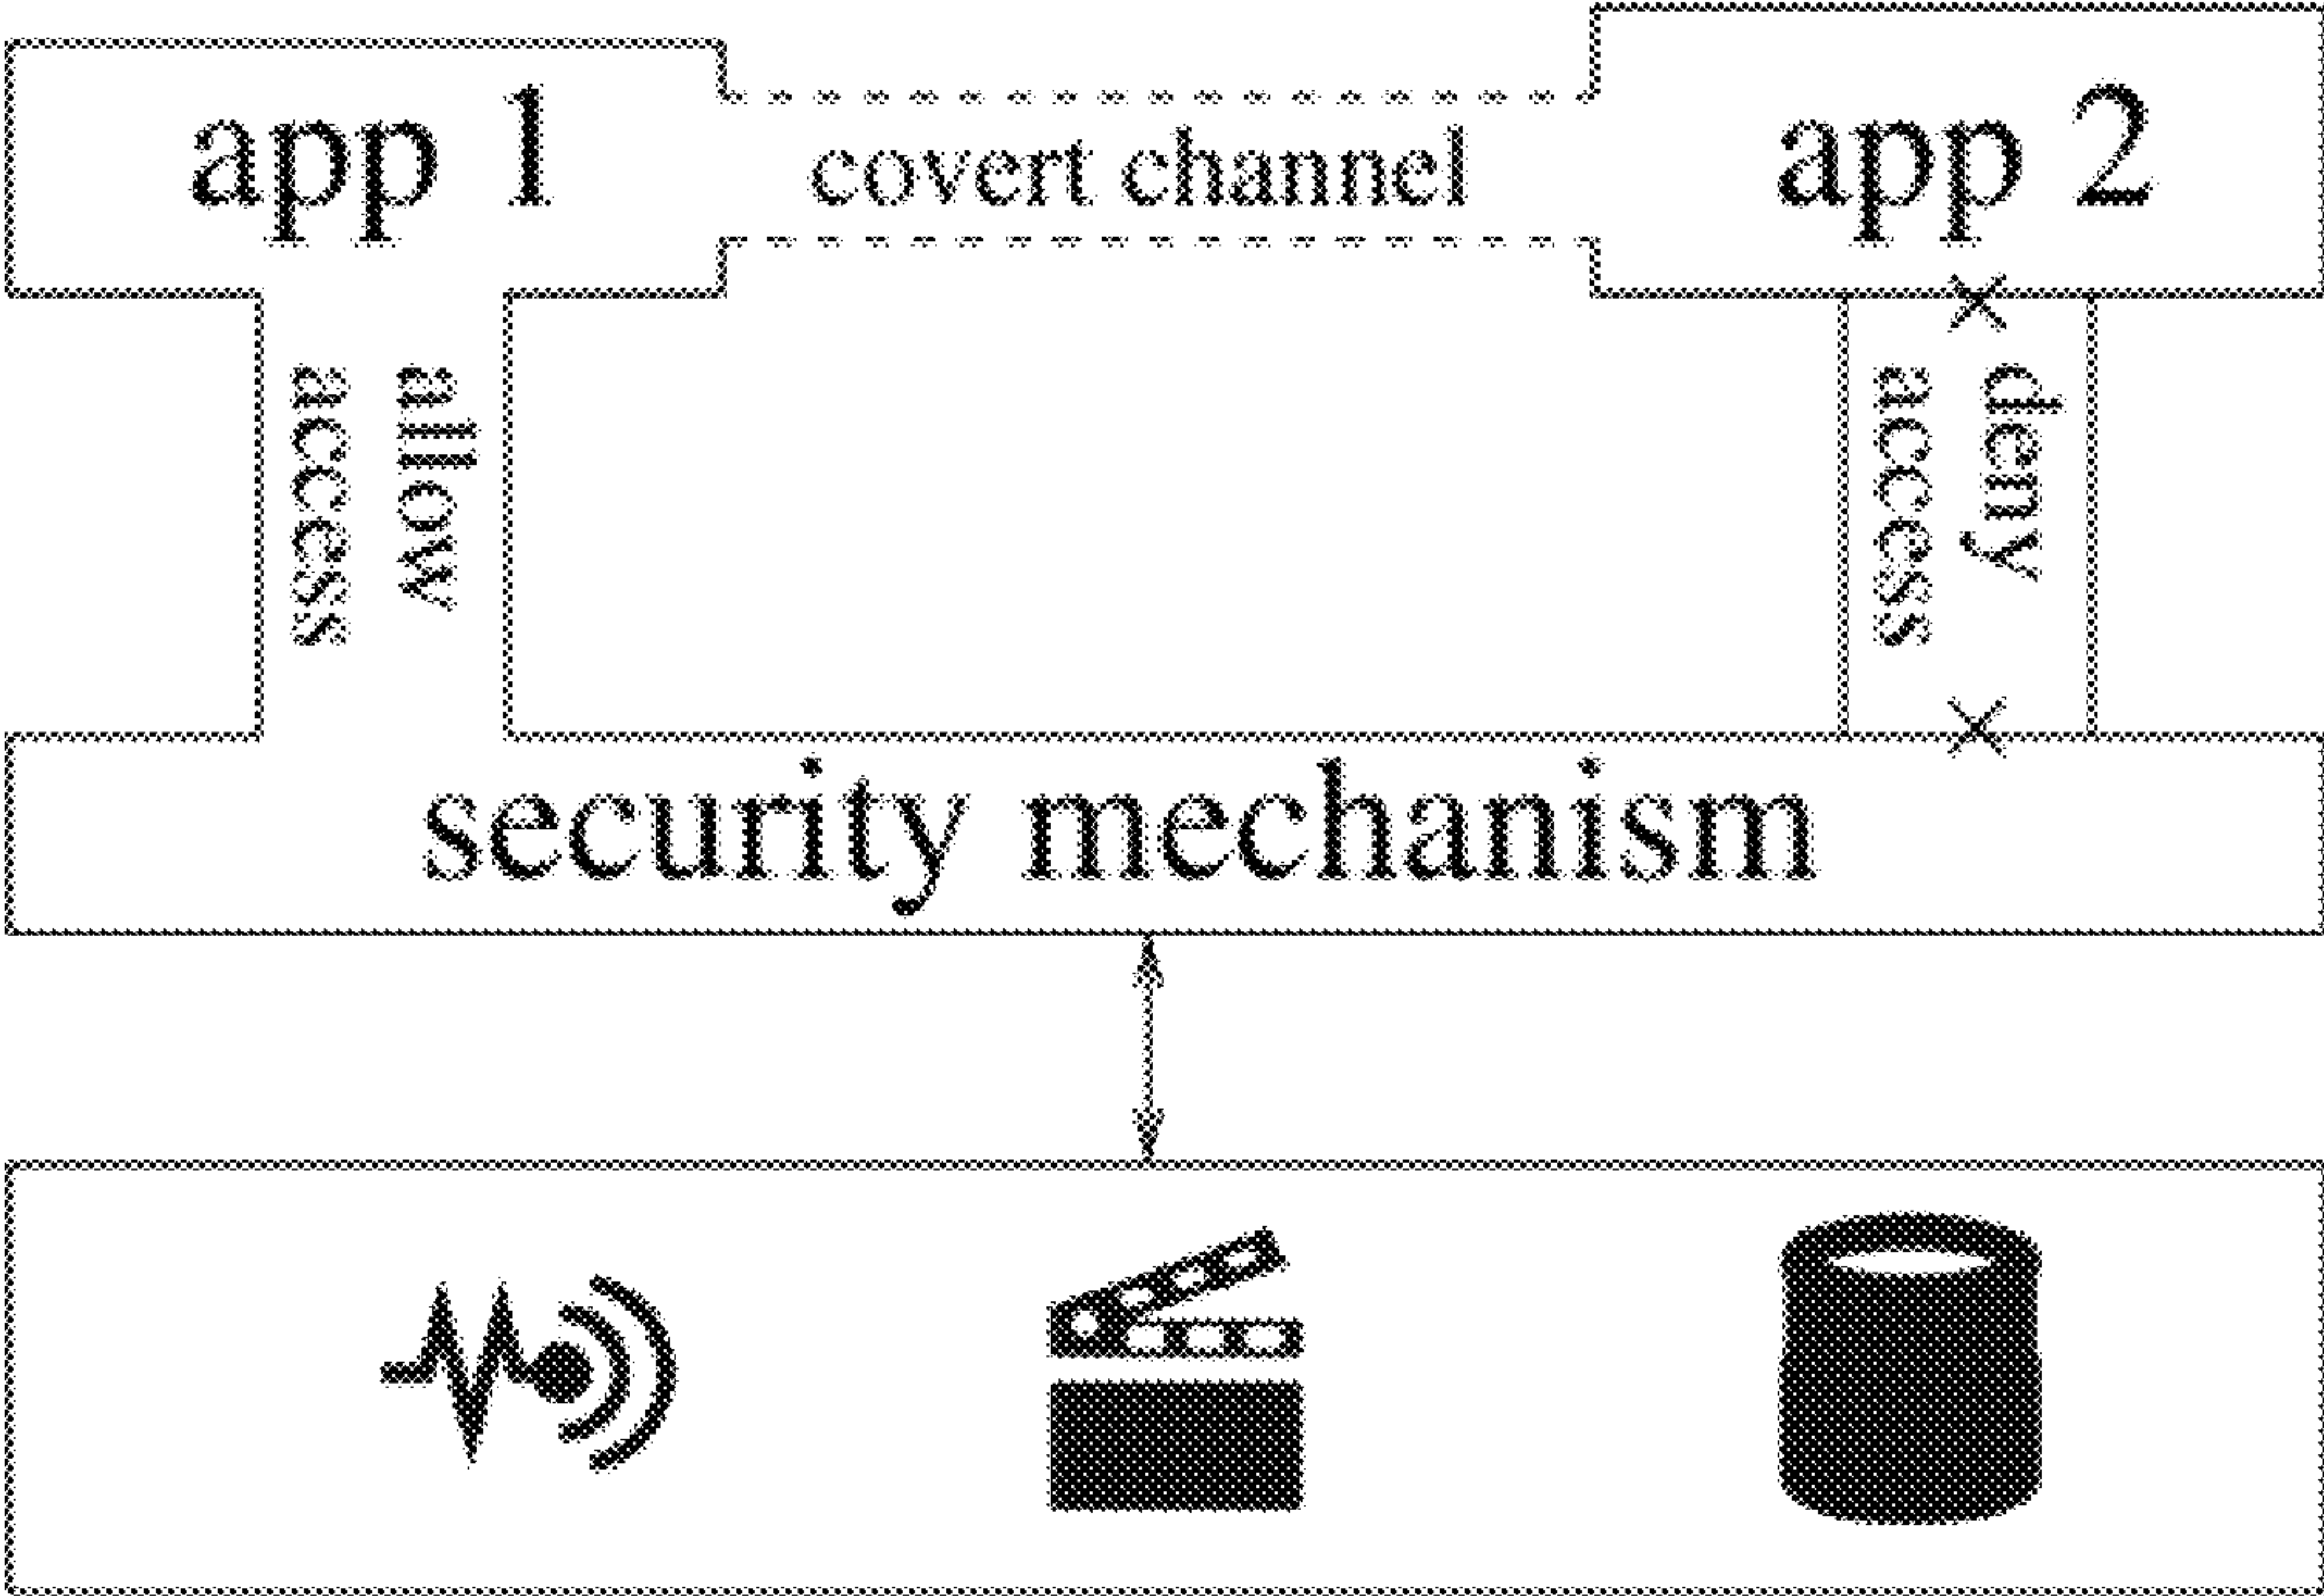 app 1
covert channel
app 2
allow
access
deny
access
security mechanism